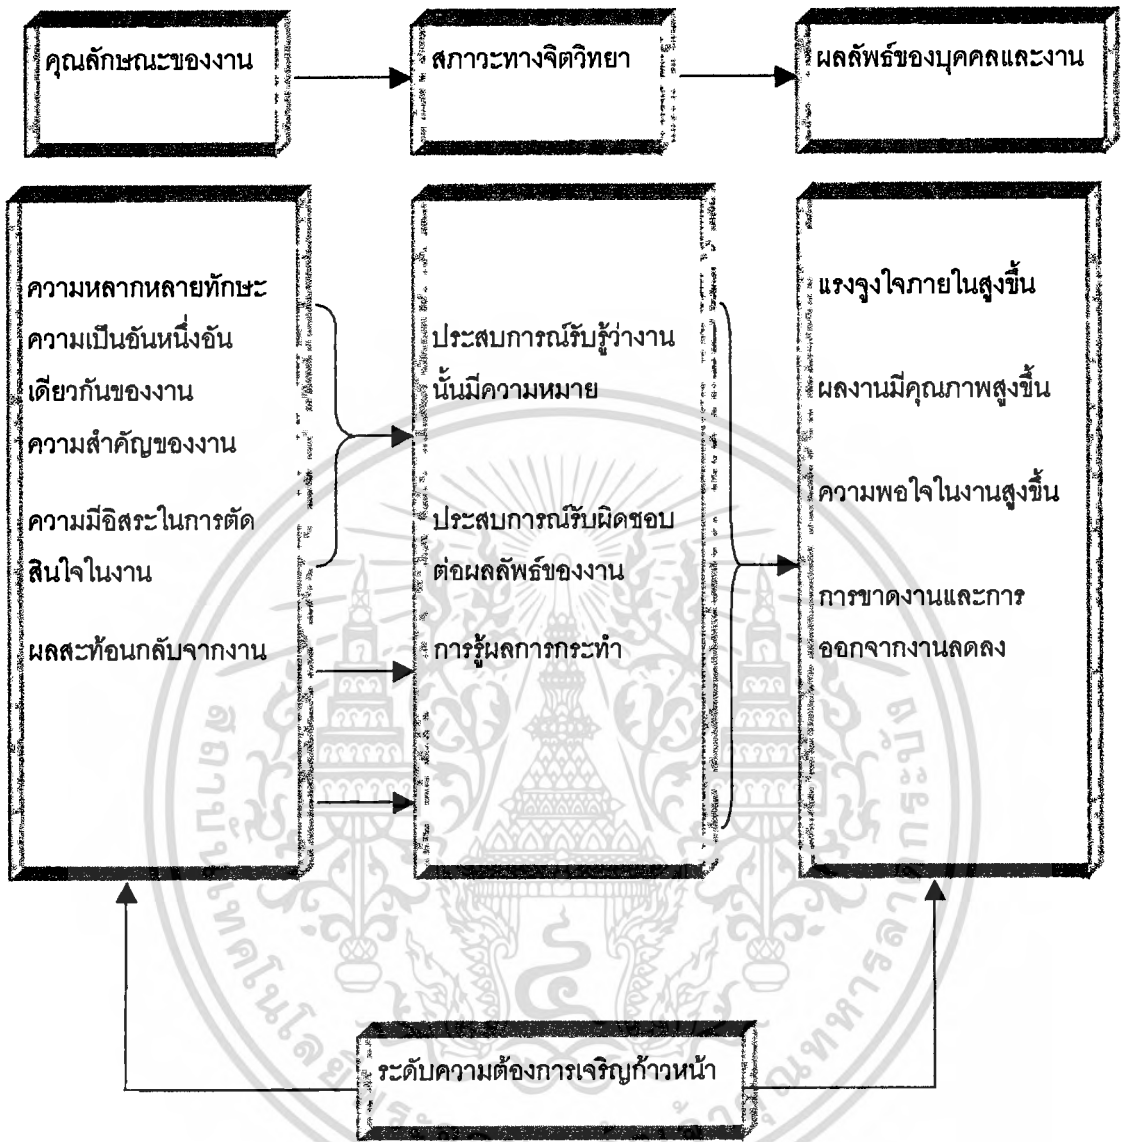 คุณลักษณะของงาน
สภาวะทางจิตวิทยา
ผลลัพธ์ของบุคคลและงาน
ความหลากหลายทักษะ
ความเป็นอันหนึ่งอัน
เดียวกันของงาน
ความสำคัญของงาน
ความมีอิสระในการตัด
สินใจในงาน
ผลสะท้อนกลับจากงาน
ประสบการณ์รับรู้ว่างาน
นั้นมีความหมาย
ประสบการณ์รับผิดชอบ
ต่อผลลัพธ์ของงาน
การรู้ผลการกระทำ
แรงจูงใจภายในสูงขึ้น
ผลงานมีคุณภาพสูงขึ้น
ความพอใจในงานสูงขึ้น
การขาดงานและการ
ออกจากงานลดลง
ระดับความต้องการเจริญก้าวหน้า